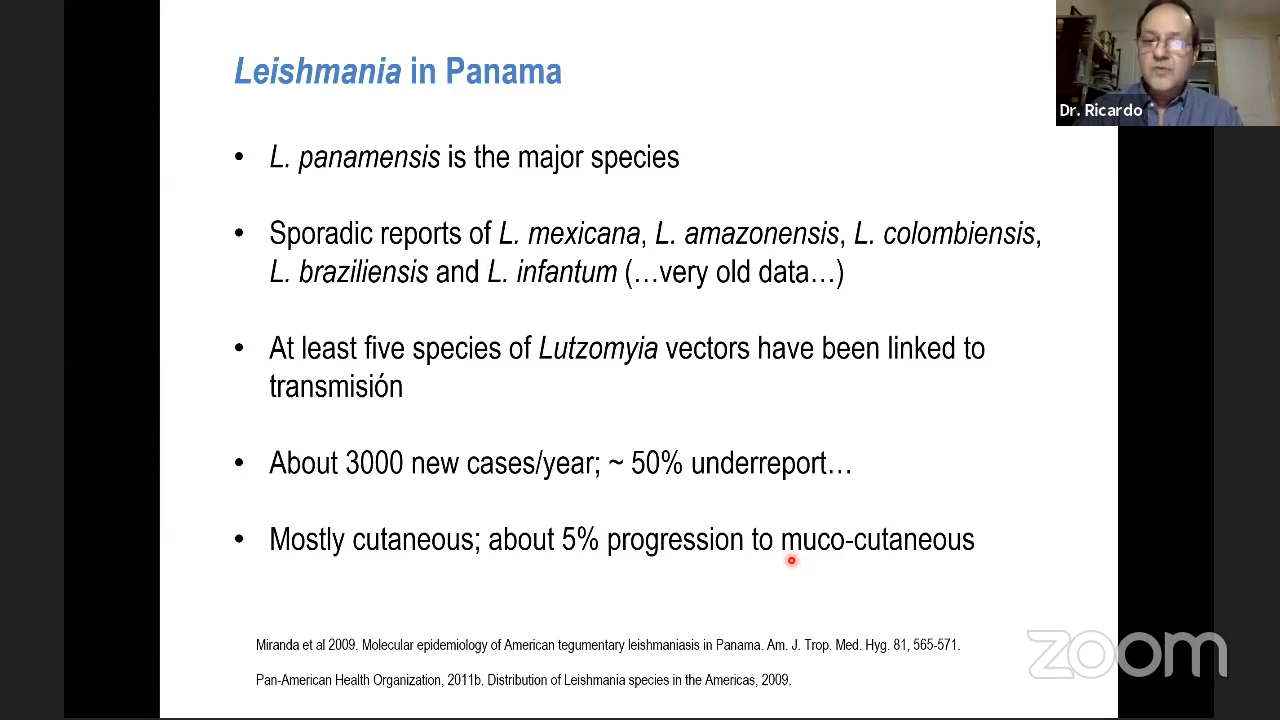 Leishmania in Panama
Dr. Ricardo
• L. panamensis is the major species
• Sporadic reports of L. mexicana, L. amazonensis, L. colombiensis,
L. braziliensis and L. infantum (…very old data…)
• At least five species of Lutzomyia vectors have been linked to
transmisión
• About 3000 new cases/year; ~ 50% underreport…
• Mostly cutaneous; about 5% progression to muco-cutaneous
Miranda et al 2009. Molecular epidemiology of American tegumentary leishmaniasis in Panama. Am. J. Trop. Med. Hyg. 81, 565-571.
Pan-American Health Organization, 2011b. Distribution of Leishmania species in the Americas, 2009.
zoom